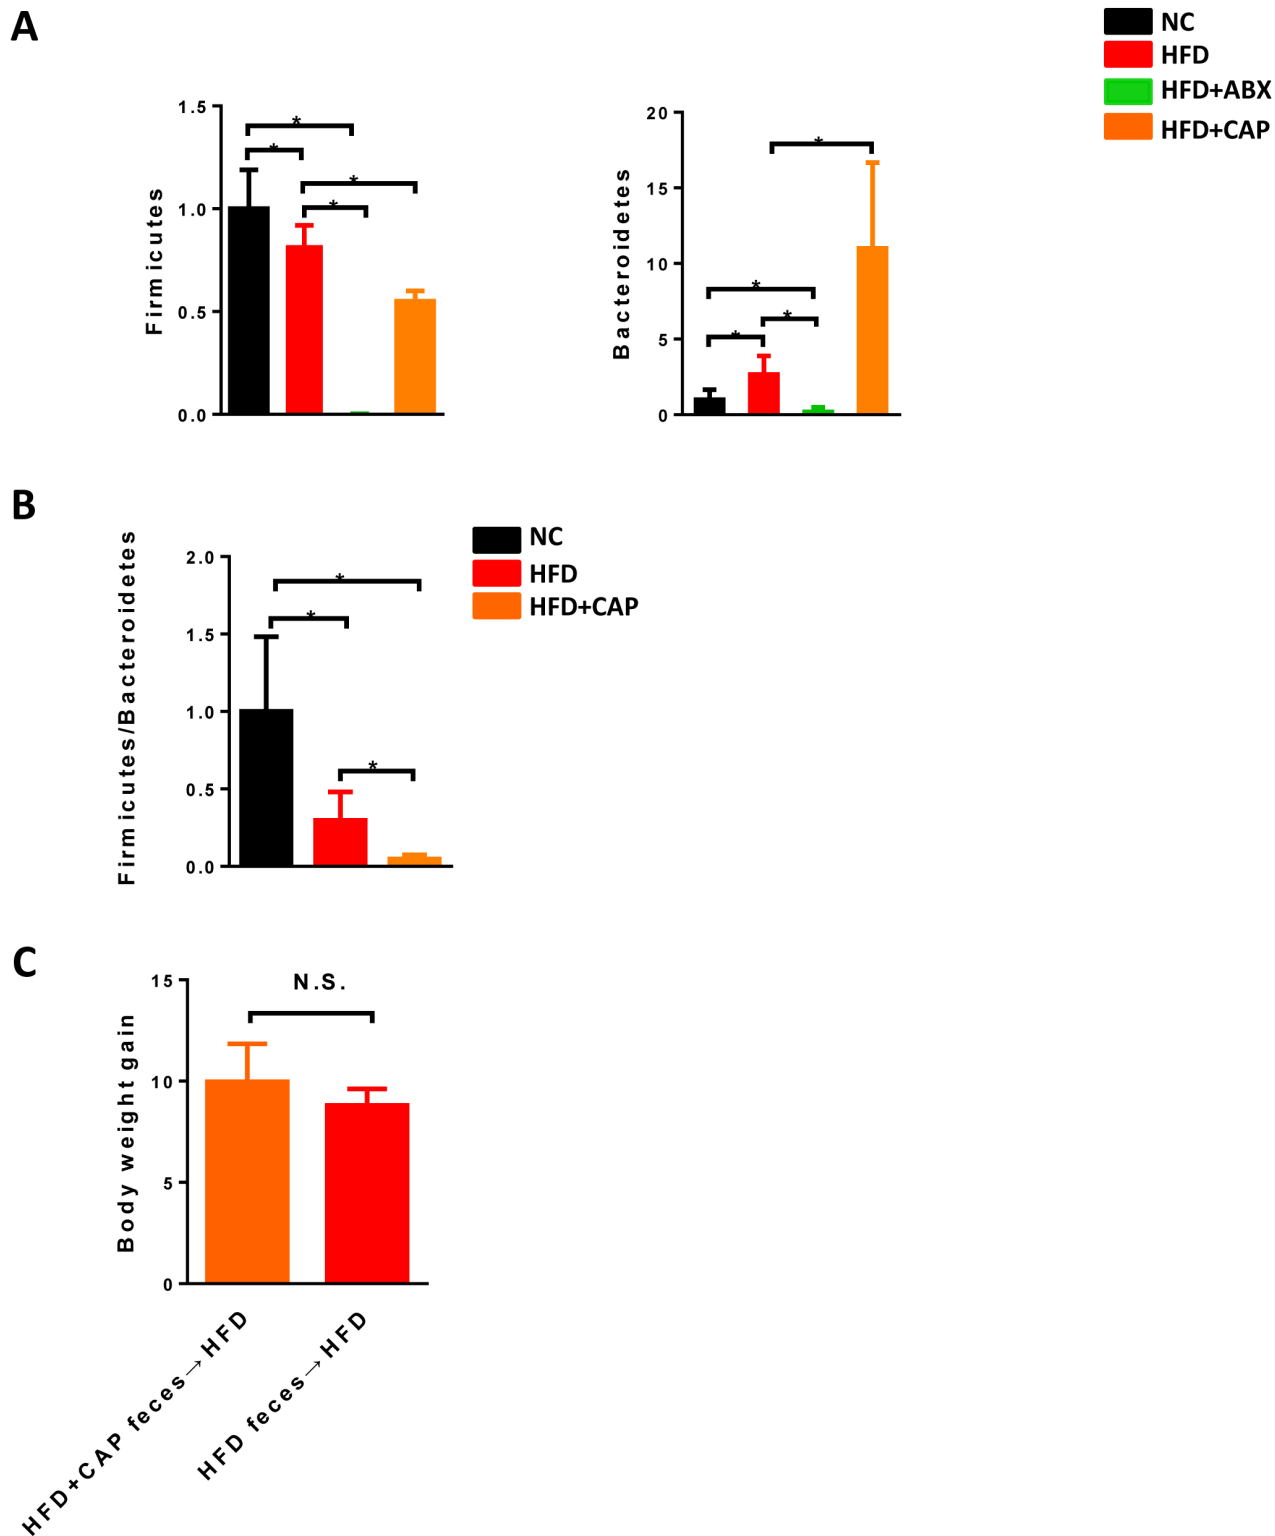 A
NC
HFD
HFD+ABX
HFD+CAP
Firmicutes
1.5
1.0
0.5
0.0
*
*
*
*
Bacteroidetes
20
15
10
5
0
*
*
*
*
B
NC
HFD
HFD+CAP
Firmicutes/Bacteroidetes
2.0
1.5
1.0
0.5
0.0
*
*
*
C
Body weight gain
15
10
5
0
N.S.
HFD+CAP feces→HFD
HFD feces→HFD